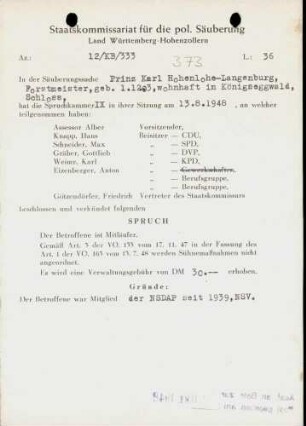 Staatskommissariat für die pol. Säuberung
Land Württemberg-Hohenzollern
Az.: 12/KB/333 L.: 36
373
In der Säuberungssache Prinz Karl Hohenlohe-Langenburg,
Forstmeister, geb. wohnhaft in Königseggwald,
Schloss,
hat die Spruchkammer IX in ihrer Sitzung am 13.8.1948, an welcher
teilgenommen haben:
Assessor Alber Vorsitzender,
Knapp, Hans Beisitzer — CDU,
Schneider, Max " — SPD,
Gräber, Gottlieb " — DVP,
Weiner, Karl " — KPD,
Eizenberger, Anton " — Gewerkschaften,
" — Berufsgruppe,
" — Berufsgruppe,
Götzendörfer, Friedrich Vertreter des Staatskommissars
beschlossen und verkündet folgenden
SPRUCH
Der Betroffene ist Mitläufer.
Gemäß Art. 3 der VO. 133 vom 17. 11. 47 in der Fassung des
Art. 1 der VO. 165 vom 13. 7. 48 werden Sühnemaßnahmen nicht
angeordnet.
Es wird eine Verwaltungsgebühr von DM 30.-- erhoben.
Gründe:
Der Betroffene war Mitglied der NSDAP seit 1939, NSV.